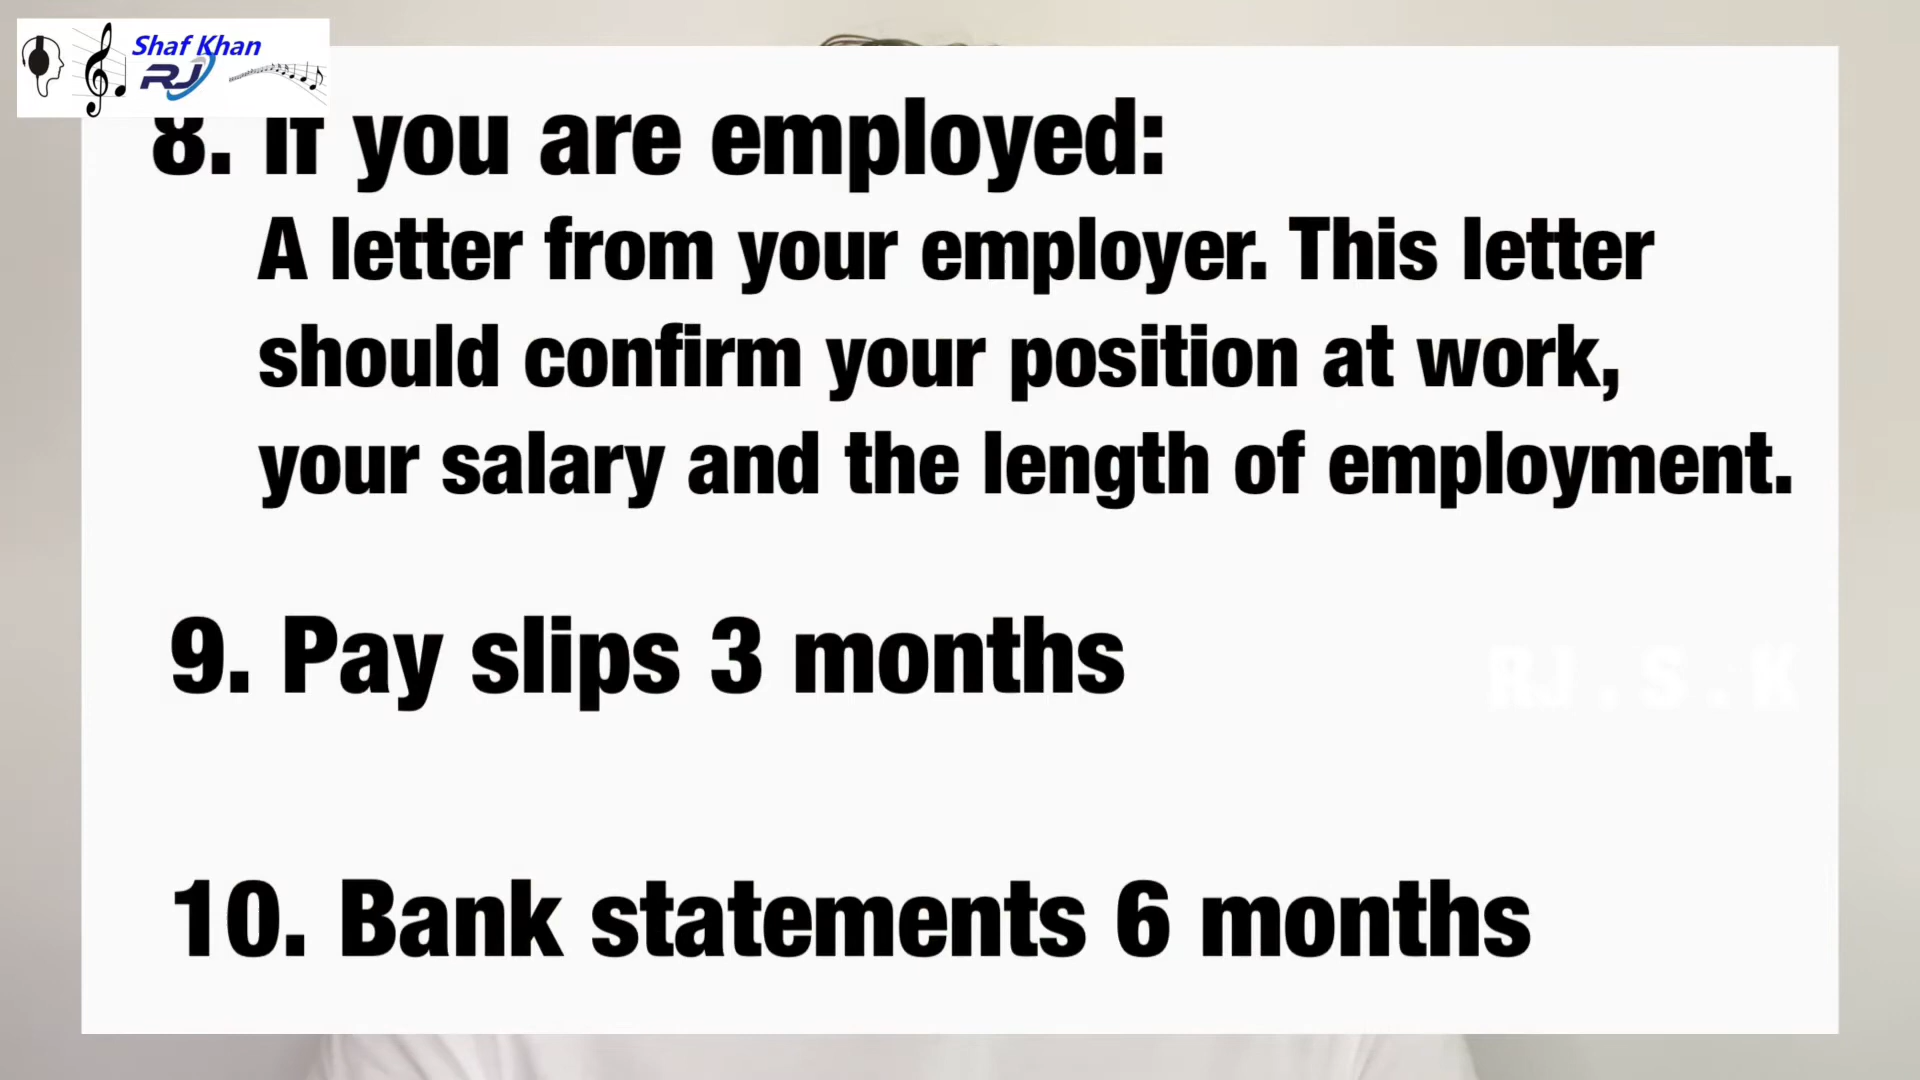 Shaf Khan
RJ
8. If you are employed:
A letter from your employer. This letter
should confirm your position at work,
your salary and the length of employment.
9. Pay slips 3 months
RJ . S . K
10. Bank statements 6 months